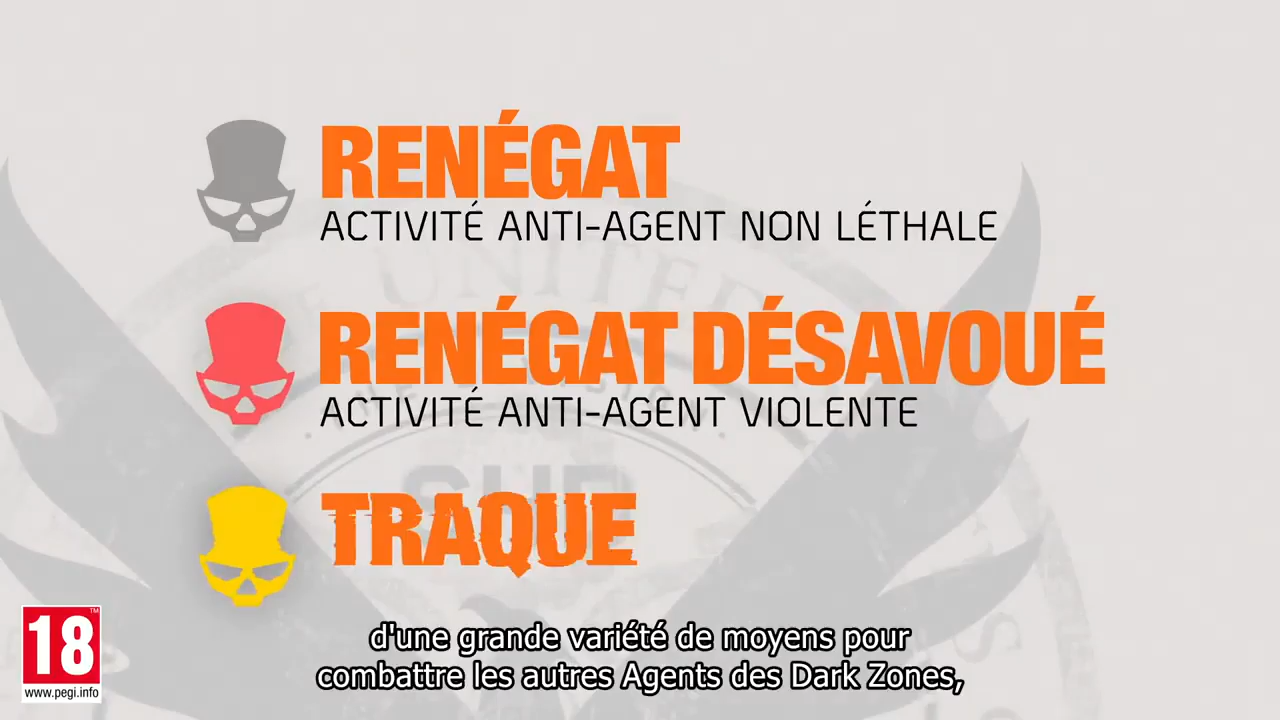 RENÉGAT
ACTIVITÉ ANTI-AGENT NON LÉTHALE
RENÉGAT DÉSAVOUÉ
ACTIVITÉ ANTI-AGENT VIOLENTE
TRAQUE
d'une grande variété de moyens pour
combattre les autres Agents des Dark Zones,
18
TM
www.pegi.info